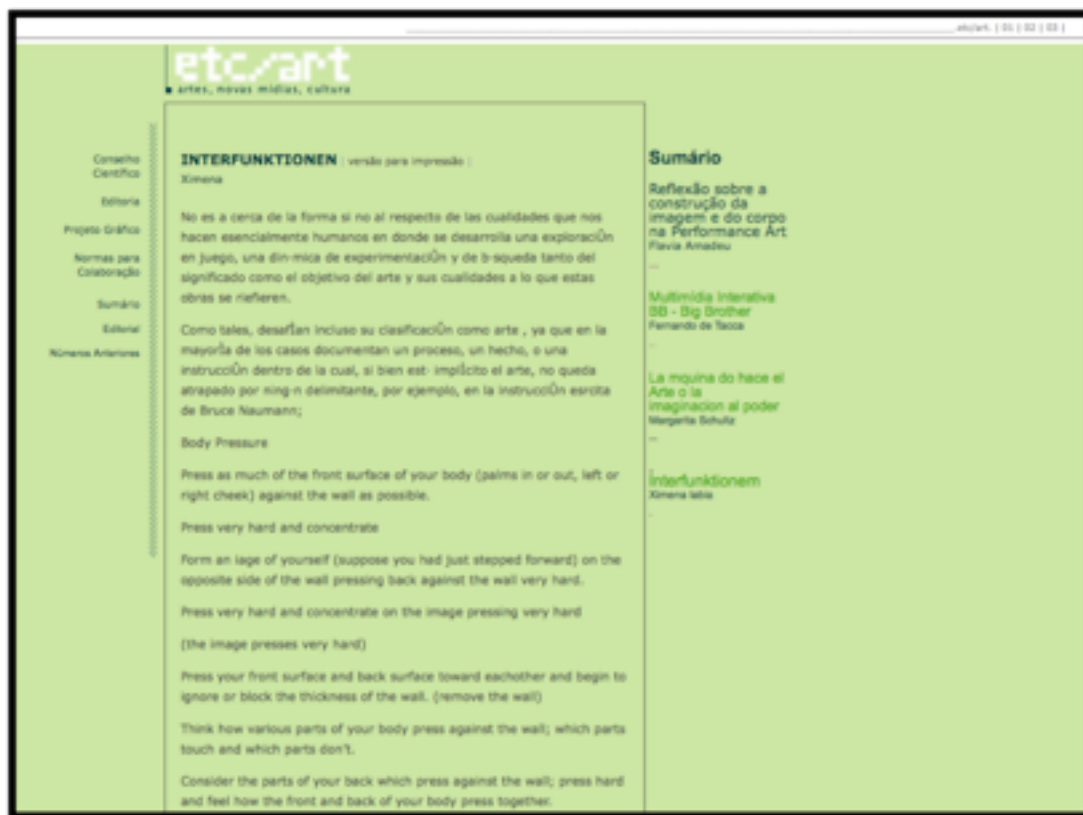 etc/art. | 01 | 02 | 03 |
etc/art
artes, novas mídias, cultura
Conselho
Científico
Editoria
Projeto Gráfico
Normas para
Colaboração
Sumário
Editorial
Números Anteriores
INTERFUNKTIONEN | versão para impressão |
Ximena
No es a cerca de la forma si no al respecto de las cualidades que nos
hacen esencialmente humanos en donde se desarrolla una exploraciÛn
en juego, una din·mica de experimentaciÛn y de b·squeda tanto del
significado como el objetivo del arte y sus cualidades a lo que estas
obras se riefieren.
Como tales, desafÌan incluso su clasificaciÛn como arte , ya que en la
mayorÌa de los casos documentan un proceso, un hecho, o una
instrucciÛn dentro de la cual, si bien est· implÌcito el arte, no queda
atrapado por ning·n delimitante, por ejemplo, en la instrucciÛn esrcita
de Bruce Naumann;
Body Pressure
Press as much of the front surface of your body (palms in or out, left or
right cheek) against the wall as possible.
Press very hard and concentrate
Form an iage of yourself (suppose you had just stepped forward) on the
opposite side of the wall pressing back against the wall very hard.
Press very hard and concentrate on the image pressing very hard
(the image presses very hard)
Press your front surface and back surface toward eachother and begin to
ignore or block the thickness of the wall. (remove the wall)
Think how various parts of your body press against the wall; which parts
touch and which parts don't.
Consider the parts of your back which press against the wall; press hard
and feel how the front and back of your body press together.
Sumário
Reflexão sobre a
construção da
imagem e do corpo
na Performance Art
Flavia Amadeu
Multimídia Interativa
BB - Big Brother
Fernando de Tacca
La mquina do hace el
Arte o la
imaginacion al poder
Margarita Schultz
Interfunktionem
Ximena labia